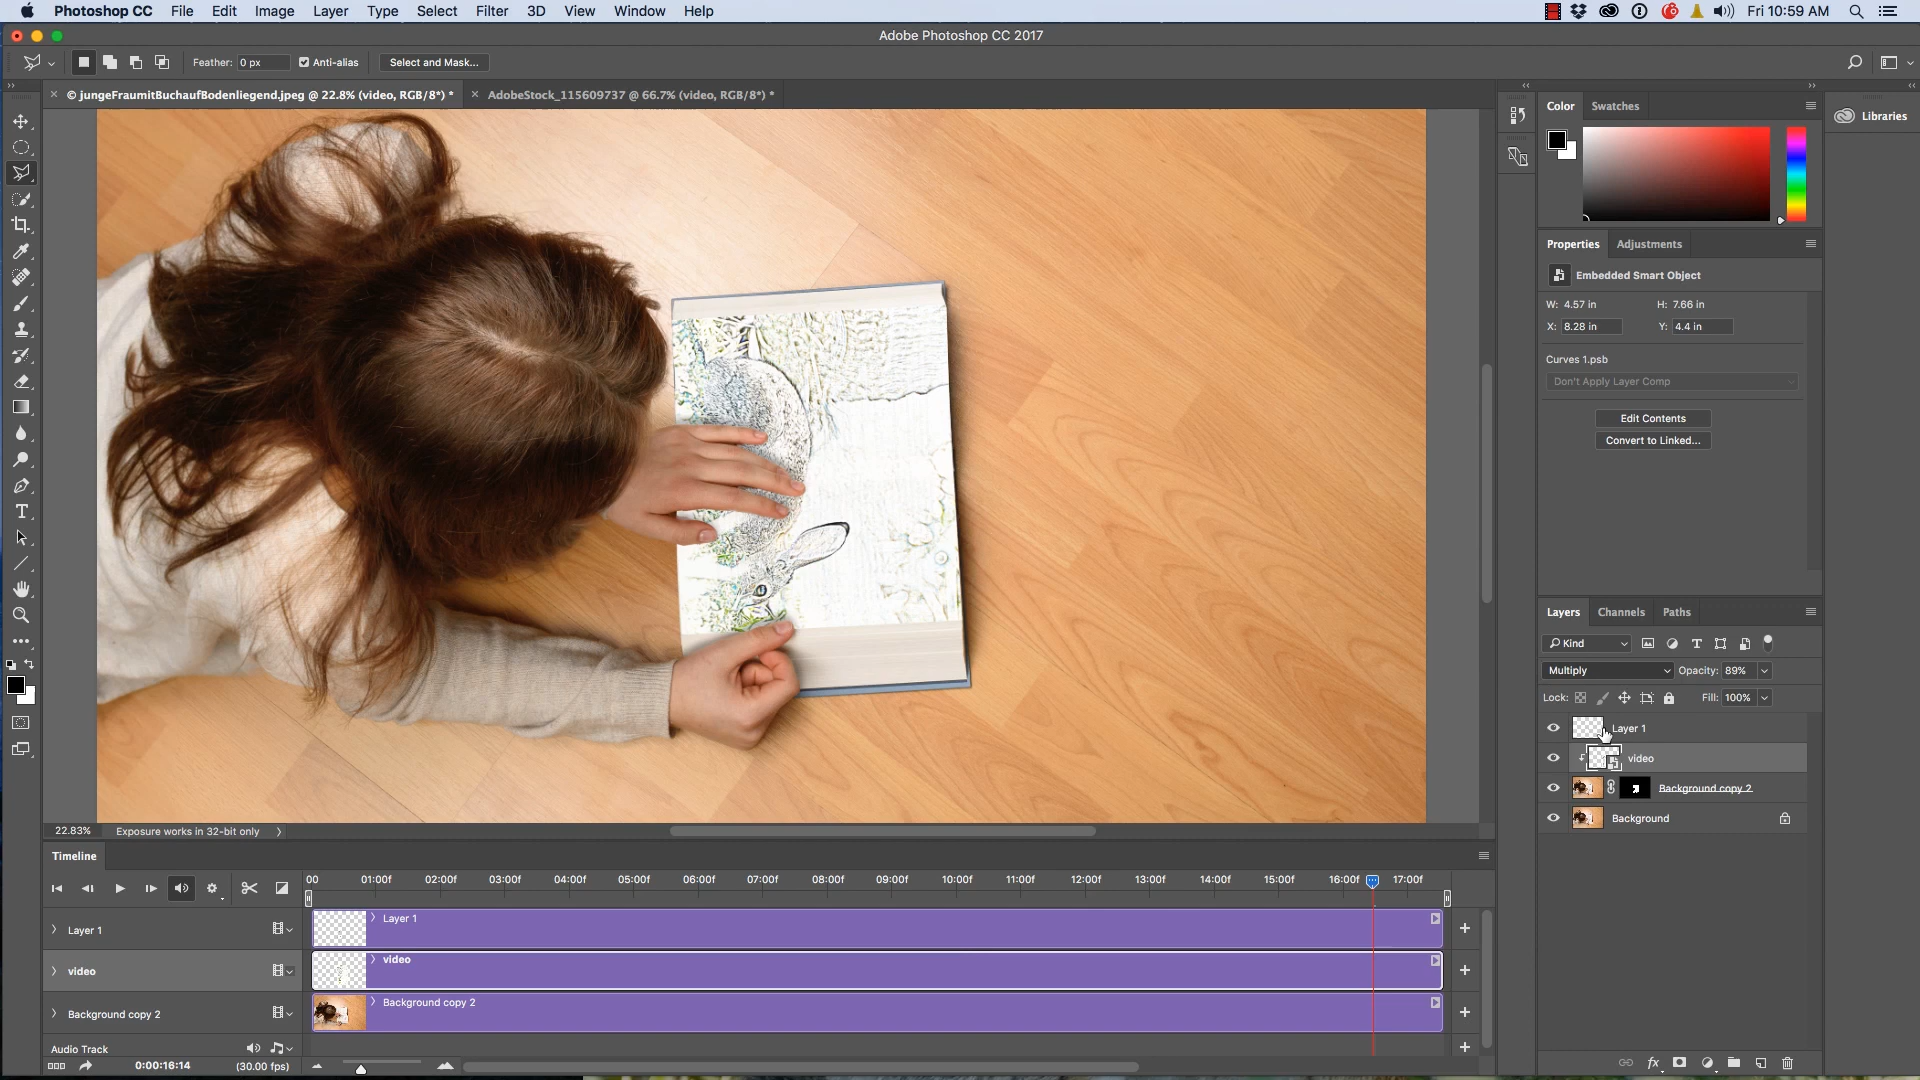 Photoshop CC File Edit Image Layer Type Select Filter 3D View Window Help Fri 10:59 AM
Adobe Photoshop CC 2017
Feather: 0 px Anti-alias Select and Mask...
© jungeFraumitBuchaufBodenliegend.jpeg @ 22.8% (video, RGB/8*) * AdobeStock_115609737 @ 66.7% (video, RGB/8*) *
Color Swatches
Libraries
Properties Adjustments
Embedded Smart Object
W: 4.57 in H: 7.66 in
X: 8.28 in Y: 4.4 in
Curves 1.psb
Don't Apply Layer Comp
Edit Contents
Convert to Linked...
Layers Channels Paths
Kind
Multiply Opacity: 89%
Lock: Fill: 100%
Layer 1
video
Background copy 2
Background
22.83% Exposure works in 32-bit only
Timeline
00 01:00f 02:00f 03:00f 04:00f 05:00f 06:00f 07:00f 08:00f 09:00f 10:00f 11:00f 12:00f 13:00f 14:00f 15:00f 16:00f 17:00f
Layer 1 Layer 1
video video
Background copy 2 Background copy 2
Audio Track
0:00:16:14 (30.00 fps)